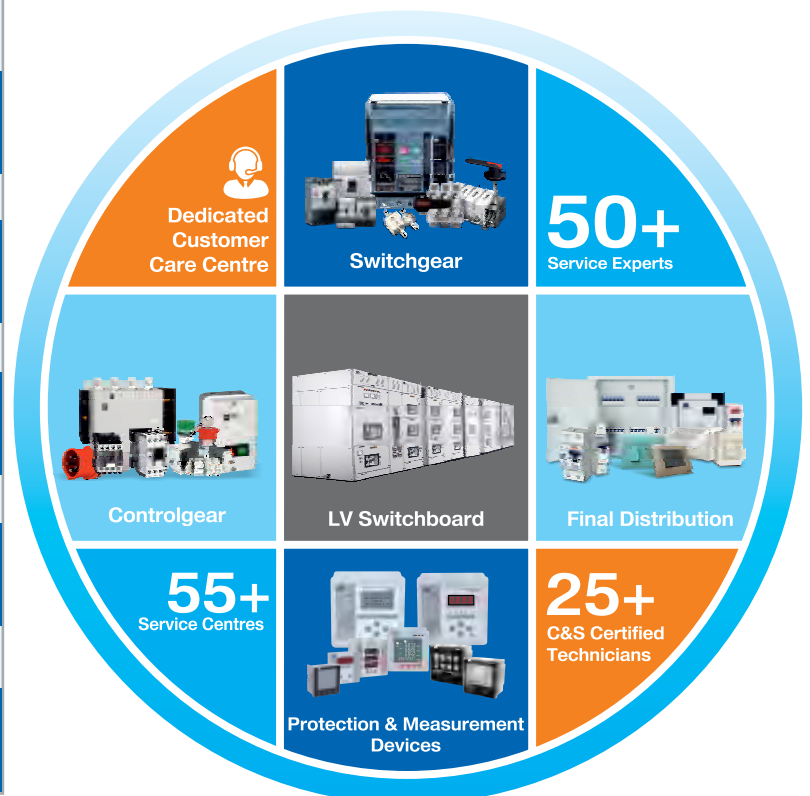 Dedicated
Customer
Care Centre
Switchgear
50+
Service Experts
Controlgear
LV Switchboard
Final Distribution
55+
Service Centres
Protection & Measurement
Devices
25+
C&S Certified
Technicians